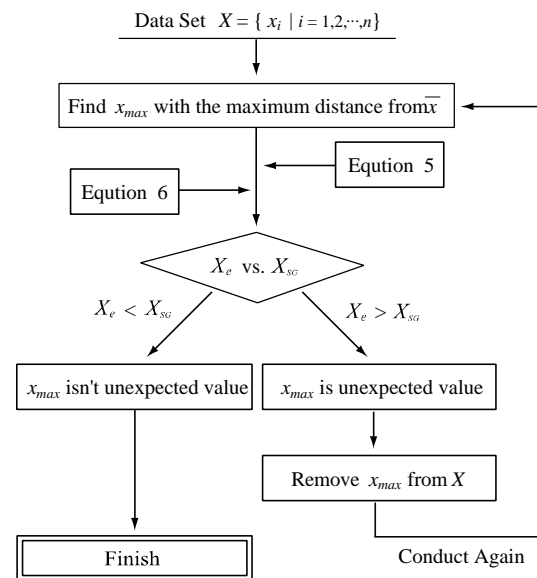 Data Set X = { x_i | i = 1,2,···,n}
Find x_max with the maximum distance from x̅
Eqution 5
Eqution 6
X_e vs. X_SG
X_e < X_SG
X_e > X_SG
x_max isn't unexpected value
x_max is unexpected value
Remove x_max from X
Finish
Conduct Again